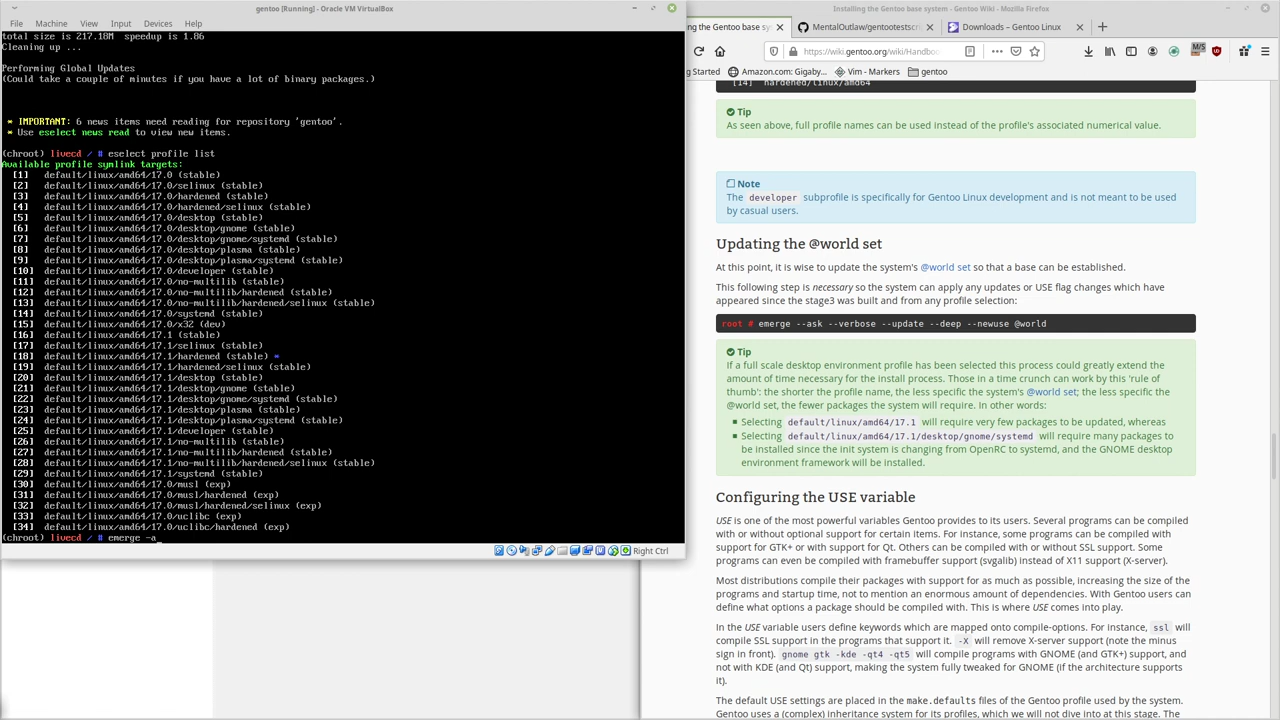 gentoo [Running] - Oracle VM VirtualBox
File Machine View Input Devices Help
total size is 217.18M speedup is 1.86
Cleaning up ...
Performing Global Updates
(Could take a couple of minutes if you have a lot of binary packages.)
* IMPORTANT: 6 news items need reading for repository 'gentoo'.
* Use eselect news read to view new items.
(chroot) livecd / # eselect profile list
Available profile symlink targets:
[1] default/linux/amd64/17.0 (stable)
[2] default/linux/amd64/17.0/selinux (stable)
[3] default/linux/amd64/17.0/hardened (stable)
[4] default/linux/amd64/17.0/hardened/selinux (stable)
[5] default/linux/amd64/17.0/desktop (stable)
[6] default/linux/amd64/17.0/desktop/gnome (stable)
[7] default/linux/amd64/17.0/desktop/gnome/systemd (stable)
[8] default/linux/amd64/17.0/desktop/plasma (stable)
[9] default/linux/amd64/17.0/desktop/plasma/systemd (stable)
[10] default/linux/amd64/17.0/developer (stable)
[11] default/linux/amd64/17.0/no-multilib (stable)
[12] default/linux/amd64/17.0/no-multilib/hardened (stable)
[13] default/linux/amd64/17.0/no-multilib/hardened/selinux (stable)
[14] default/linux/amd64/17.0/systemd (stable)
[15] default/linux/amd64/17.0/x32 (dev)
[16] default/linux/amd64/17.1 (stable)
[17] default/linux/amd64/17.1/selinux (stable)
[18] default/linux/amd64/17.1/hardened (stable) *
[19] default/linux/amd64/17.1/hardened/selinux (stable)
[20] default/linux/amd64/17.1/desktop (stable)
[21] default/linux/amd64/17.1/desktop/gnome (stable)
[22] default/linux/amd64/17.1/desktop/gnome/systemd (stable)
[23] default/linux/amd64/17.1/desktop/plasma (stable)
[24] default/linux/amd64/17.1/desktop/plasma/systemd (stable)
[25] default/linux/amd64/17.1/developer (stable)
[26] default/linux/amd64/17.1/no-multilib (stable)
[27] default/linux/amd64/17.1/no-multilib/hardened (stable)
[28] default/linux/amd64/17.1/no-multilib/hardened/selinux (stable)
[29] default/linux/amd64/17.1/systemd (stable)
[30] default/linux/amd64/17.0/musl (exp)
[31] default/linux/amd64/17.0/musl/hardened (exp)
[32] default/linux/amd64/17.0/musl/hardened/selinux (exp)
[33] default/linux/amd64/17.0/uclibc (exp)
[34] default/linux/amd64/17.0/uclibc/hardened (exp)
(chroot) livecd / # emerge -a_
Right Ctrl
Installing the Gentoo base system - Gentoo Wiki - Mozilla Firefox
ng the Gentoo base sy MentalOutlaw/gentootestscri Downloads – Gentoo Linux
https://wiki.gentoo.org/wiki/Handbo
g Started Amazon.com: Gigaby... Vim - Markers gentoo
[14] hardened/linux/amd64
Tip
As seen above, full profile names can be used instead of the profile's associated numerical value.
Note
The developer subprofile is specifically for Gentoo Linux development and is not meant to be used
by casual users.
Updating the @world set
At this point, it is wise to update the system's @world set so that a base can be established.
This following step is necessary so the system can apply any updates or USE flag changes which have
appeared since the stage3 was built and from any profile selection:
root # emerge --ask --verbose --update --deep --newuse @world
Tip
If a full scale desktop environment profile has been selected this process could greatly extend the
amount of time necessary for the install process. Those in a time crunch can work by this 'rule of
thumb': the shorter the profile name, the less specific the system's @world set; the less specific the
@world set, the fewer packages the system will require. In other words:
Selecting default/linux/amd64/17.1 will require very few packages to be updated, whereas
Selecting default/linux/amd64/17.1/desktop/gnome/systemd will require many packages to
be installed since the init system is changing from OpenRC to systemd, and the GNOME desktop
environment framework will be installed.
Configuring the USE variable
USE is one of the most powerful variables Gentoo provides to its users. Several programs can be compiled
with or without optional support for certain items. For instance, some programs can be compiled with
support for GTK+ or with support for Qt. Others can be compiled with or without SSL support. Some
programs can even be compiled with framebuffer support (svgalib) instead of X11 support (X-server).
Most distributions compile their packages with support for as much as possible, increasing the size of the
programs and startup time, not to mention an enormous amount of dependencies. With Gentoo users can
define what options a package should be compiled with. This is where USE comes into play.
In the USE variable users define keywords which are mapped onto compile-options. For instance, ssl will
compile SSL support in the programs that support it. -X will remove X-server support (note the minus
sign in front). gnome gtk -kde -qt4 -qt5 will compile programs with GNOME (and GTK+) support, and
not with KDE (and Qt) support, making the system fully tweaked for GNOME (if the architecture supports
it).
The default USE settings are placed in the make.defaults files of the Gentoo profile used by the system.
Gentoo uses a (complex) inheritance system for its profiles, which we will not dive into at this stage. The